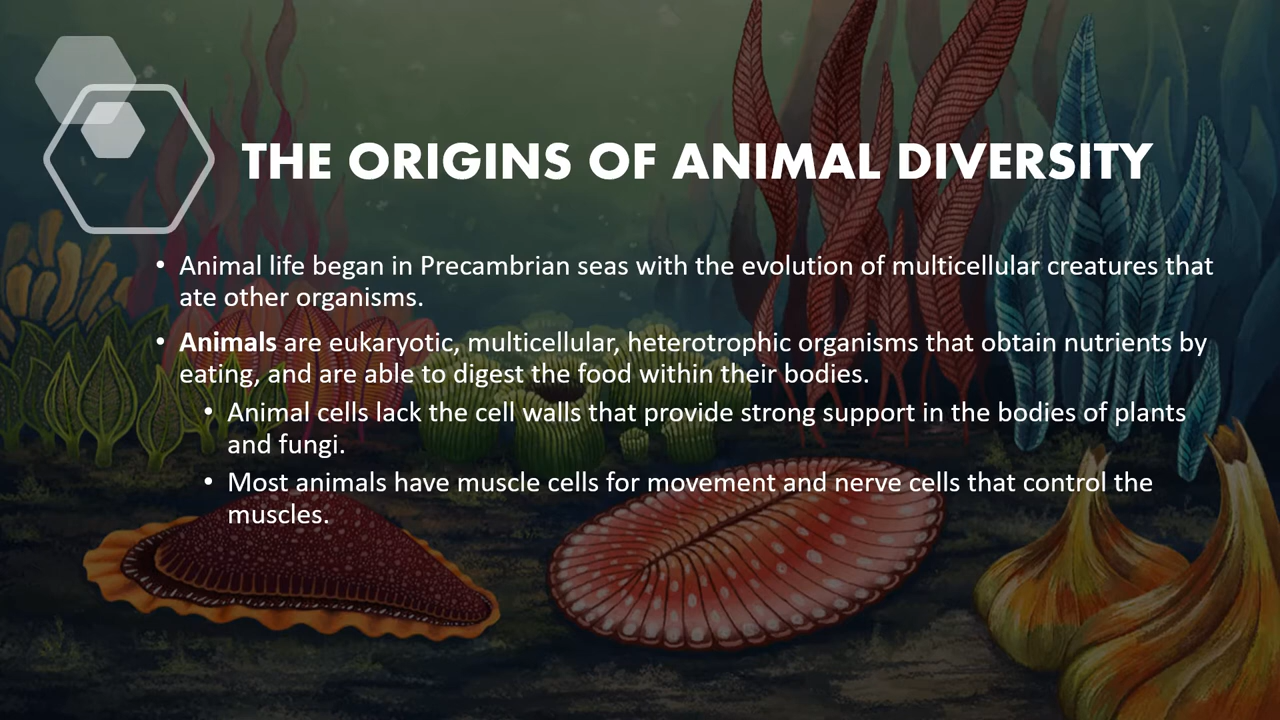 THE ORIGINS OF ANIMAL DIVERSITY
• Animal life began in Precambrian seas with the evolution of multicellular creatures that
ate other organisms.
• Animals are eukaryotic, multicellular, heterotrophic organisms that obtain nutrients by
eating, and are able to digest the food within their bodies.
• Animal cells lack the cell walls that provide strong support in the bodies of plants
and fungi.
• Most animals have muscle cells for movement and nerve cells that control the
muscles.